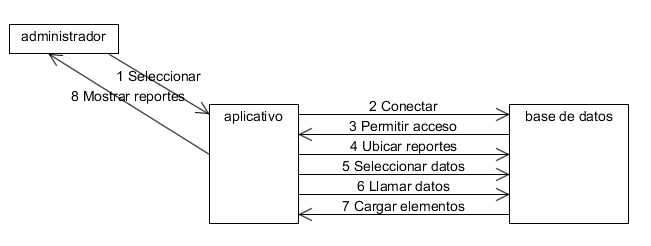 administrador
1 Seleccionar
8 Mostrar reportes
aplicativo
2 Conectar
3 Permitir acceso
4 Ubicar reportes
5 Seleccionar datos
6 Llamar datos
7 Cargar elementos
base de datos